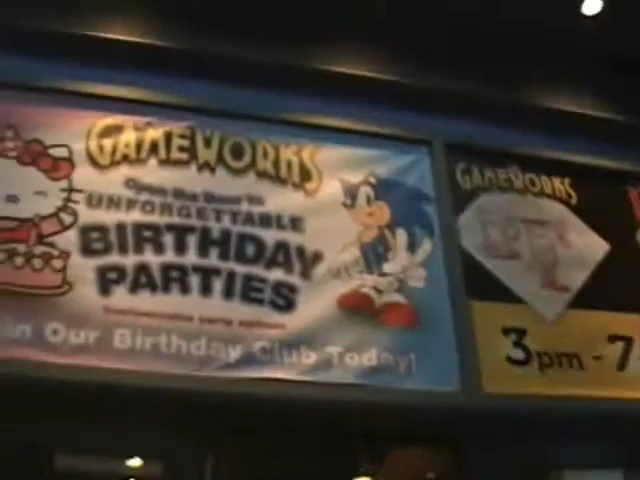 GAMEWORKS
Open the Door to
UNFORGETTABLE
BIRTHDAY
PARTIES
in Our Birthday Club Today!
GAMEWORKS
3pm - 7